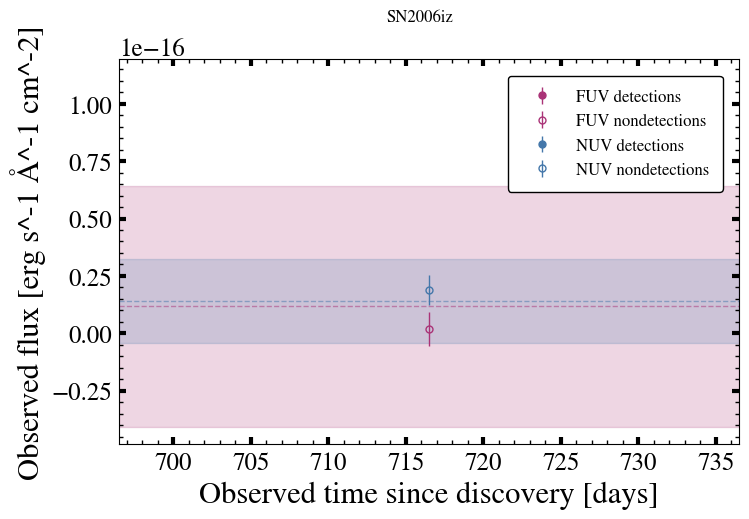 SN2006iz
1e−16
FUV detections
FUV nondetections
NUV detections
NUV nondetections
1.00
0.75
0.50
0.25
0.00
−0.25
Observed flux [erg s^-1 Å^-1 cm^-2]
700
705
710
715
720
725
730
735
Observed time since discovery [days]